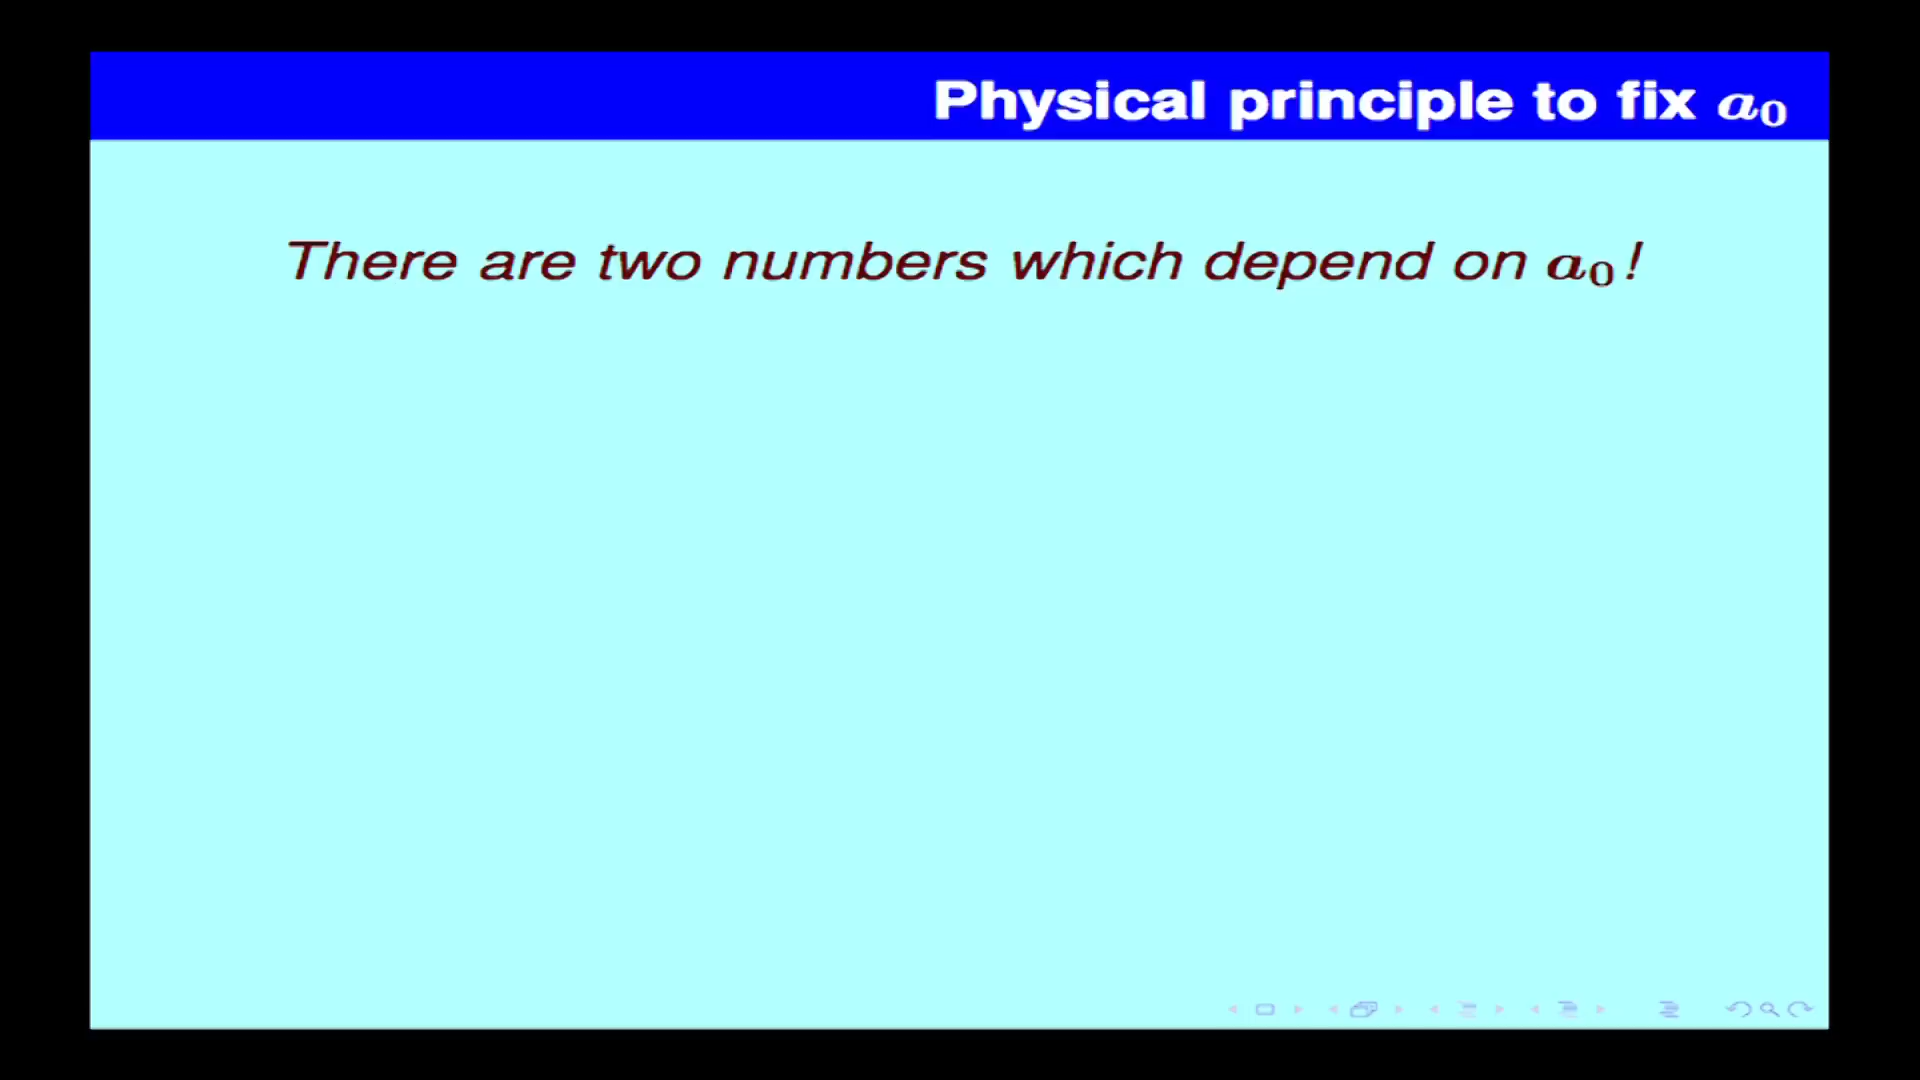 Physical principle to fix a₀
There are two numbers which depend on a₀!